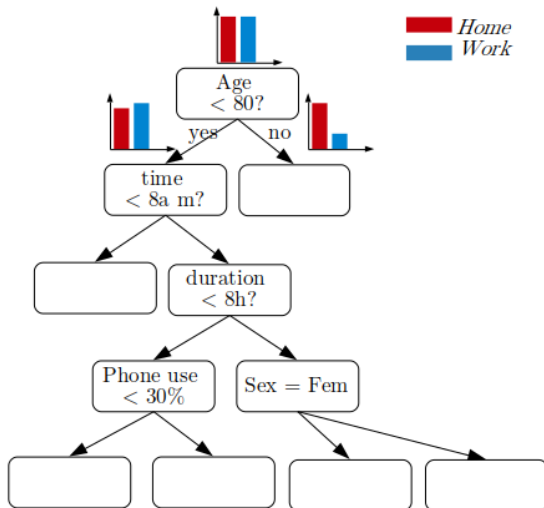 Home
Work
Age
< 80?
yes
no
time
< 8a m?
duration
< 8h?
Phone use
< 30%
Sex = Fem